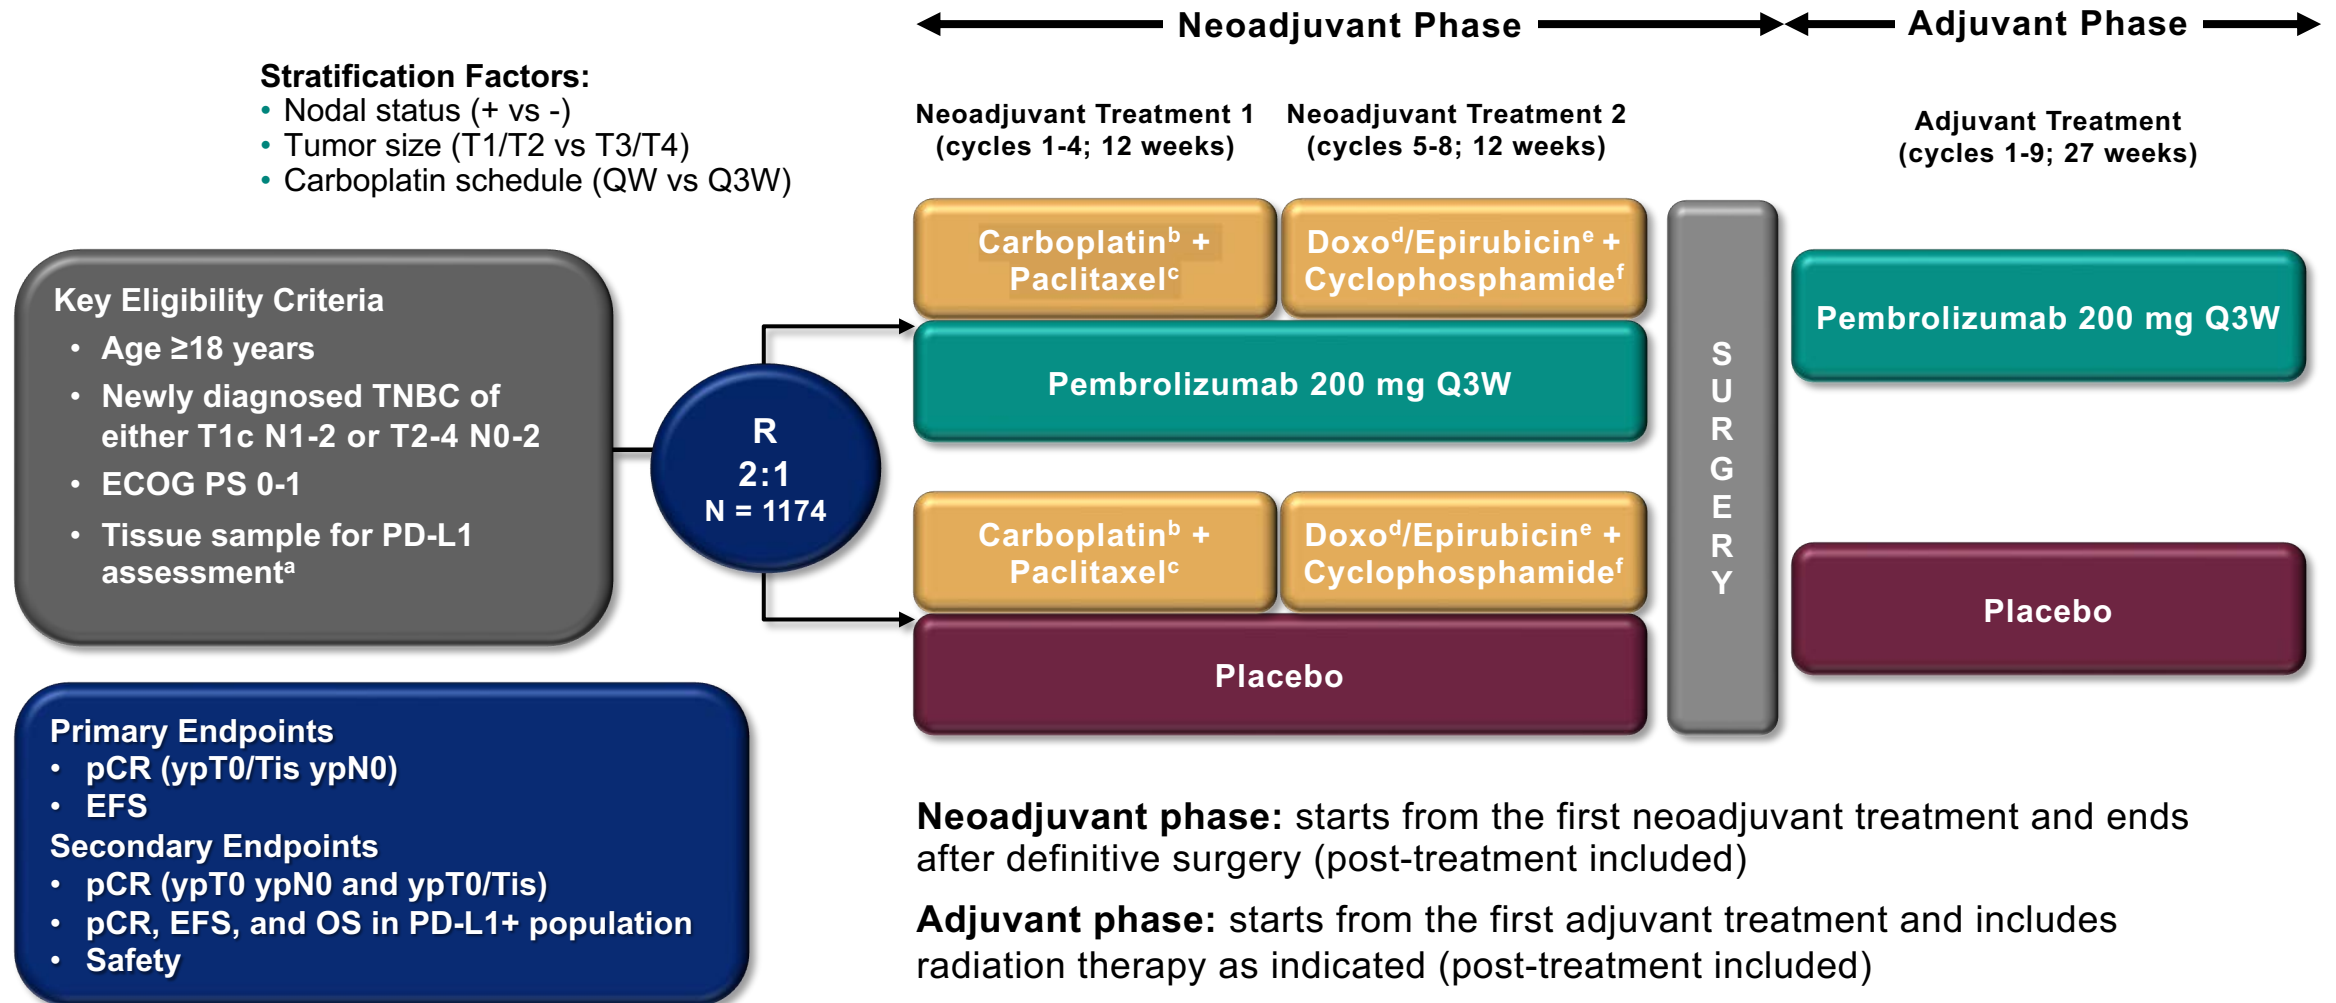 Neoadjuvant Phase
Adjuvant Phase
Stratification Factors:
• Nodal status (+ vs -)
• Tumor size (T1/T2 vs T3/T4)
• Carboplatin schedule (QW vs Q3W)
Neoadjuvant Treatment 1
(cycles 1-4; 12 weeks)
Neoadjuvant Treatment 2
(cycles 5-8; 12 weeks)
Adjuvant Treatment
(cycles 1-9; 27 weeks)
Key Eligibility Criteria
• Age ≥18 years
• Newly diagnosed TNBC of
either T1c N1-2 or T2-4 N0-2
• ECOG PS 0-1
• Tissue sample for PD-L1
assessmentᵃ
R
2:1
N = 1174
Carboplatinᵇ +
Paclitaxelᶜ
Doxoᵈ/Epirubicinᵉ +
Cyclophosphamideᶠ
Pembrolizumab 200 mg Q3W
Carboplatinᵇ +
Paclitaxelᶜ
Doxoᵈ/Epirubicinᵉ +
Cyclophosphamideᶠ
Placebo
S
U
R
G
E
R
Y
Pembrolizumab 200 mg Q3W
Placebo
Primary Endpoints
• pCR (ypT0/Tis ypN0)
• EFS
Secondary Endpoints
• pCR (ypT0 ypN0 and ypT0/Tis)
• pCR, EFS, and OS in PD-L1+ population
• Safety
Neoadjuvant phase: starts from the first neoadjuvant treatment and ends
after definitive surgery (post-treatment included)
Adjuvant phase: starts from the first adjuvant treatment and includes
radiation therapy as indicated (post-treatment included)